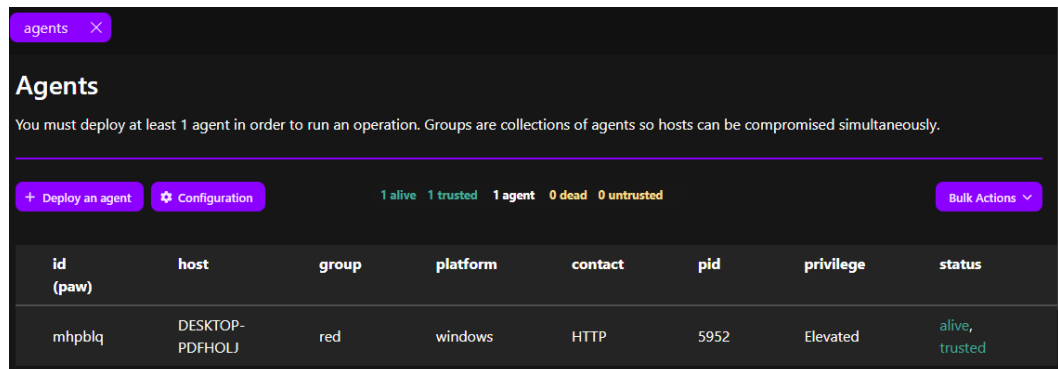 agents ×
Agents
You must deploy at least 1 agent in order to run an operation. Groups are collections of agents so hosts can be compromised simultaneously.
+ Deploy an agent Configuration 1 alive 1 trusted 1 agent 0 dead 0 untrusted Bulk Actions
id host group platform contact pid privilege status
(paw)
mhpblq DESKTOP- red windows HTTP 5952 Elevated alive,
PDFHOLJ trusted